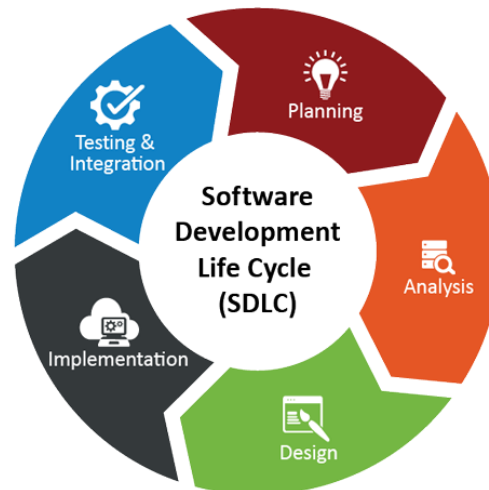 Software
Development
Life Cycle
(SDLC)
Planning
Analysis
Design
Implementation
Testing &
Integration